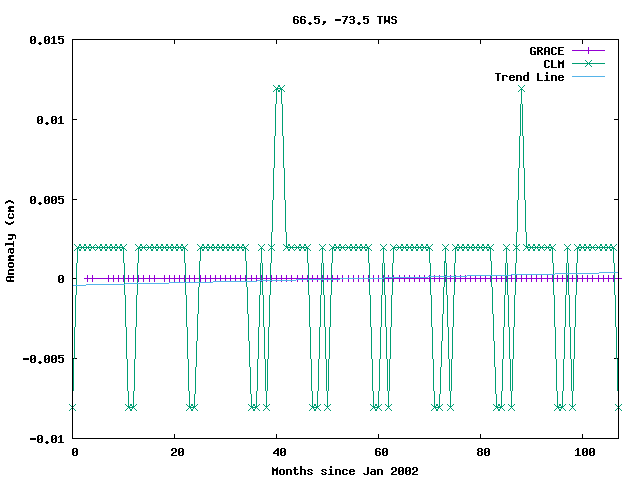 66.5, -73.5 TWS
0.015
0.01
0.005
0
-0.005
-0.01
Anomaly (cm)
GRACE
CLM
Trend Line
0 20 40 60 80 100
Months since Jan 2002